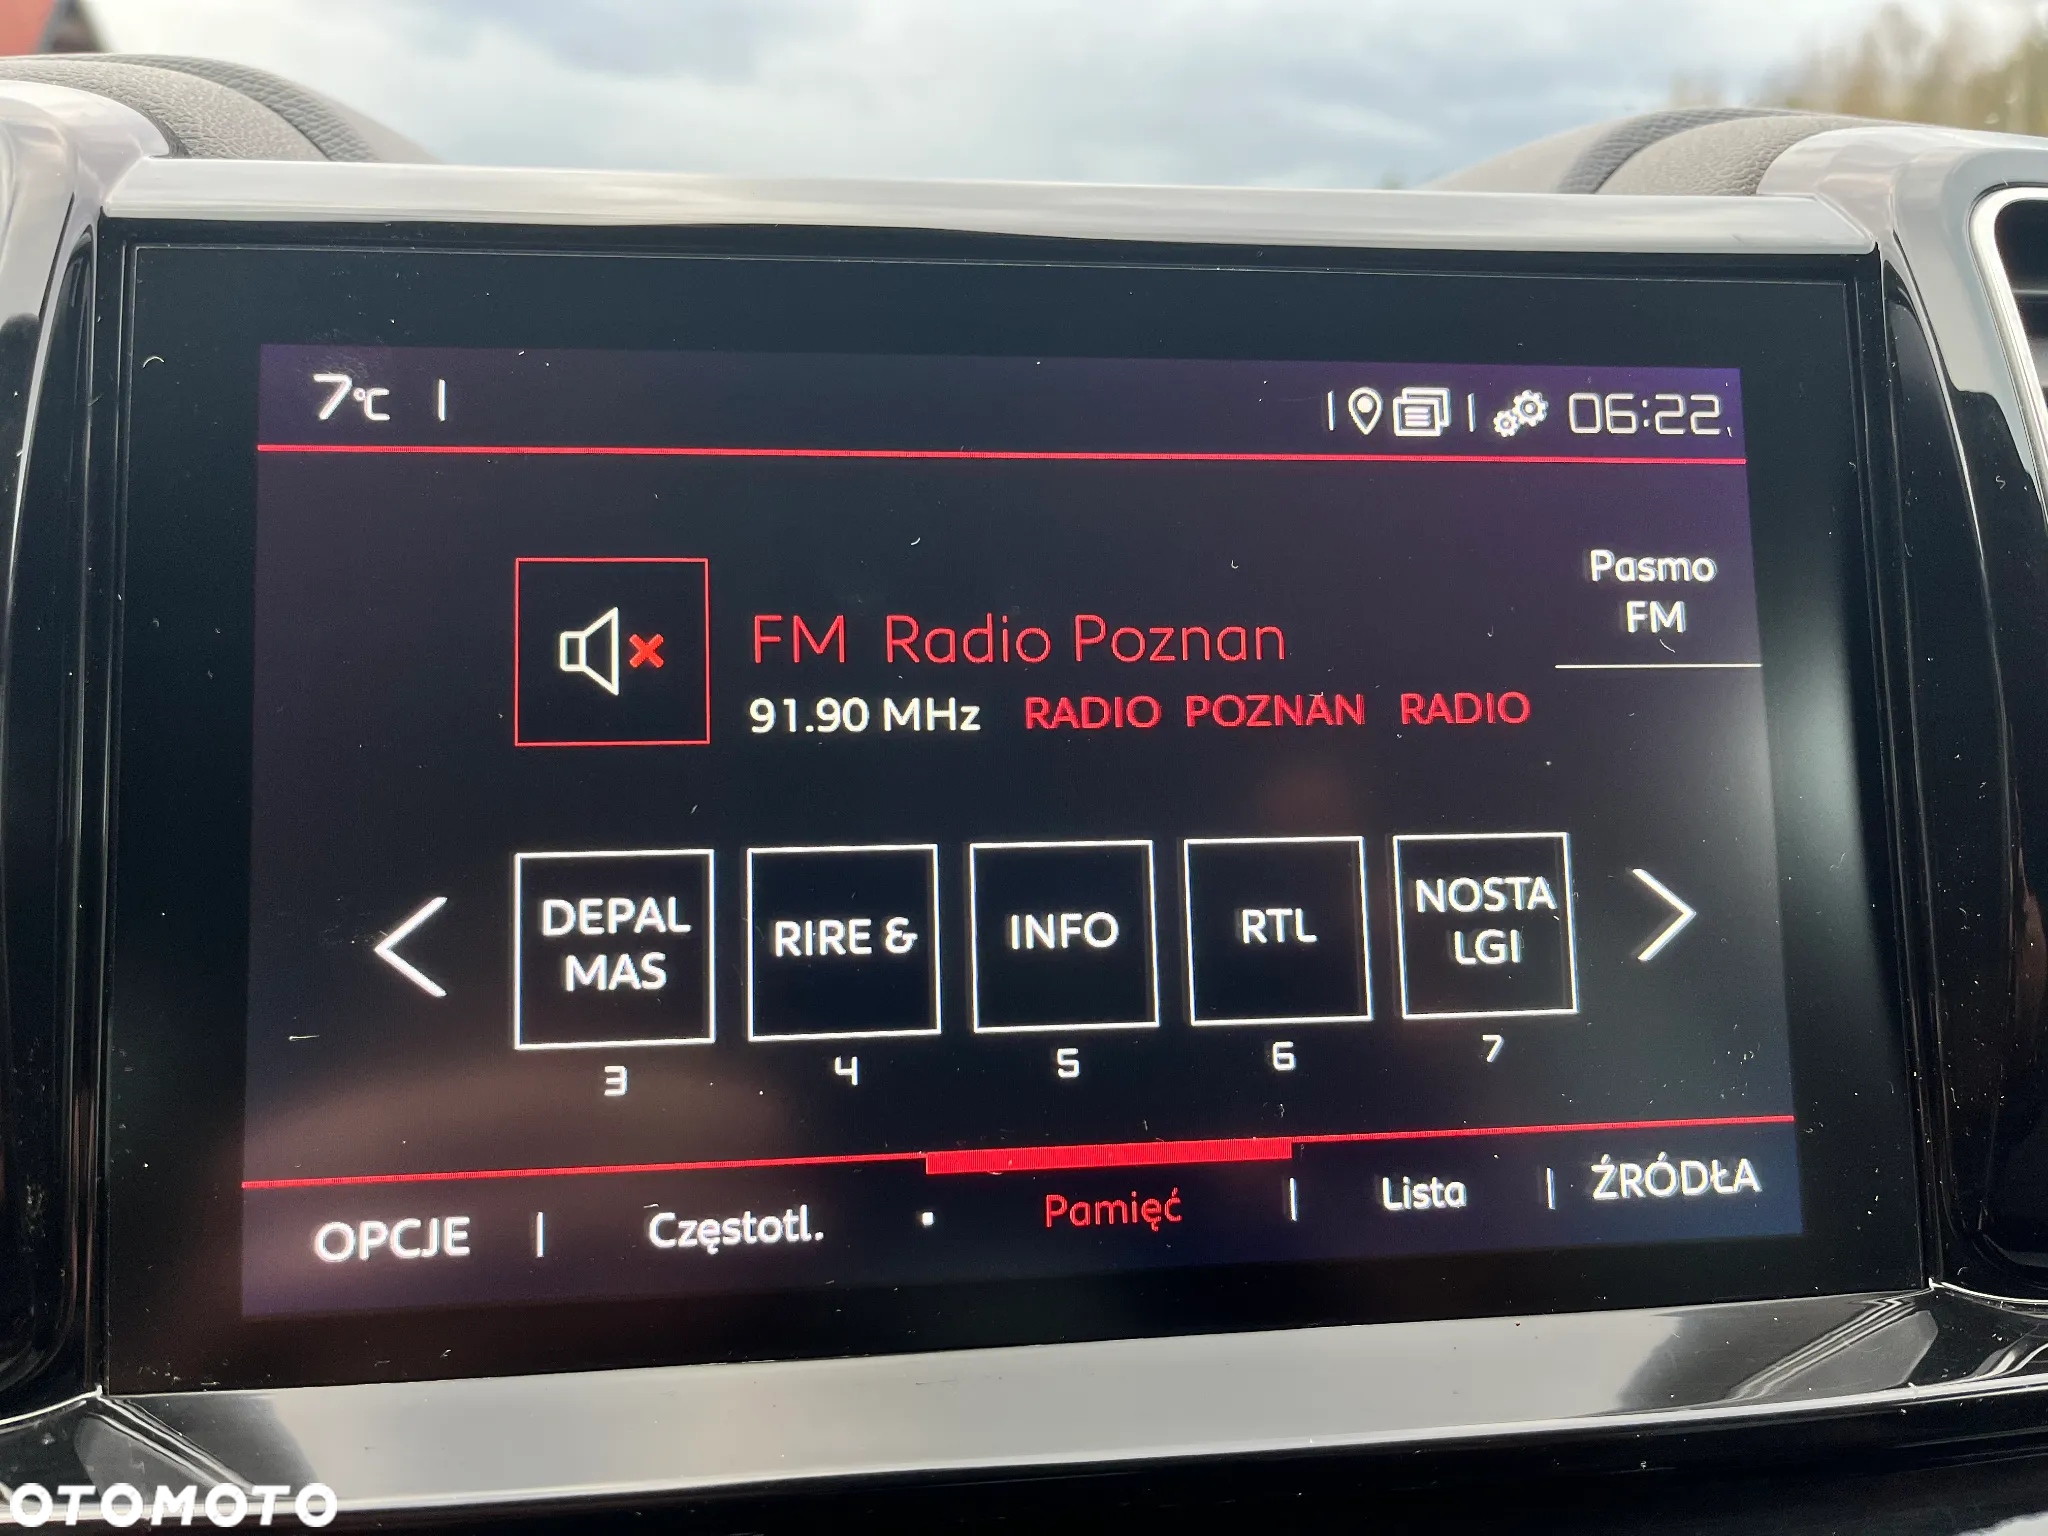 7°C
06:22
Pasmo
FM
FM Radio Poznan
91.90 MHz RADIO POZNAN RADIO
DEPAL
MAS
RIRE &
INFO
RTL
NOSTA
LGI
3 4 5 6 7
OPCJE Częstotl. Pamięć Lista ŹRÓDŁA
OTOMOTO